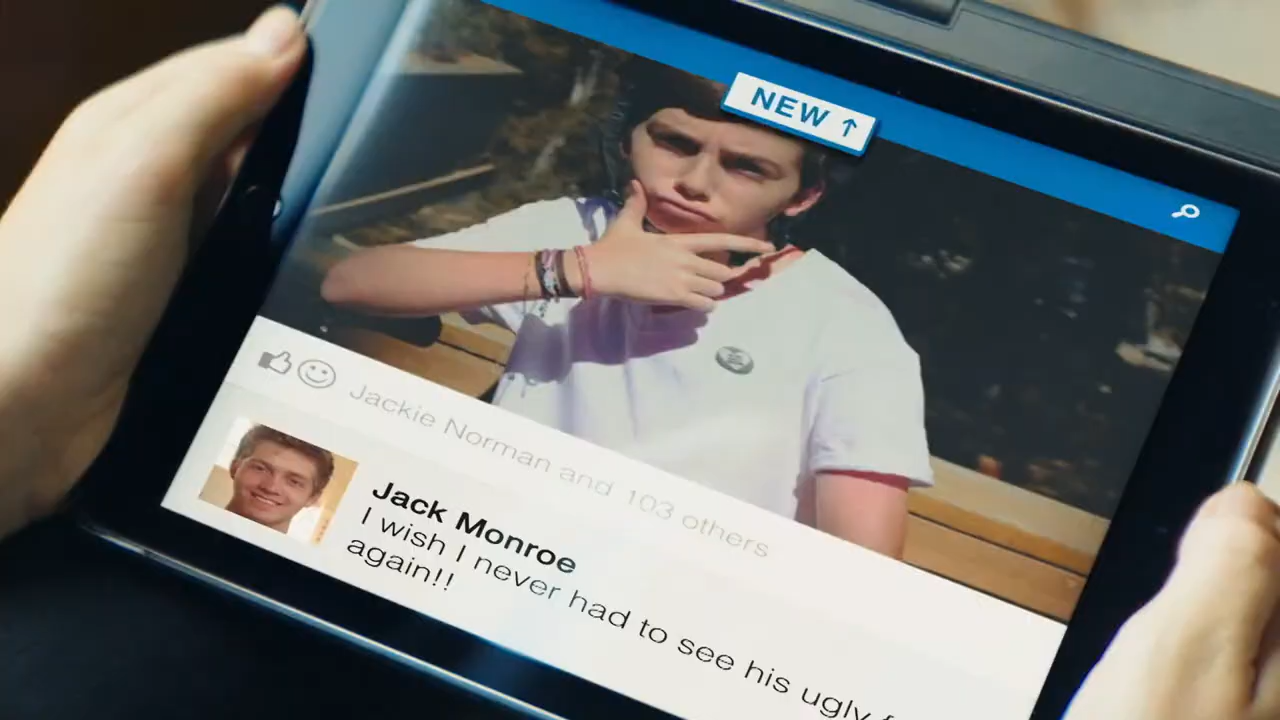 NEW ↑
Jackie Norman and 103 others
Jack Monroe
I wish I never had to see his ugly
again!!